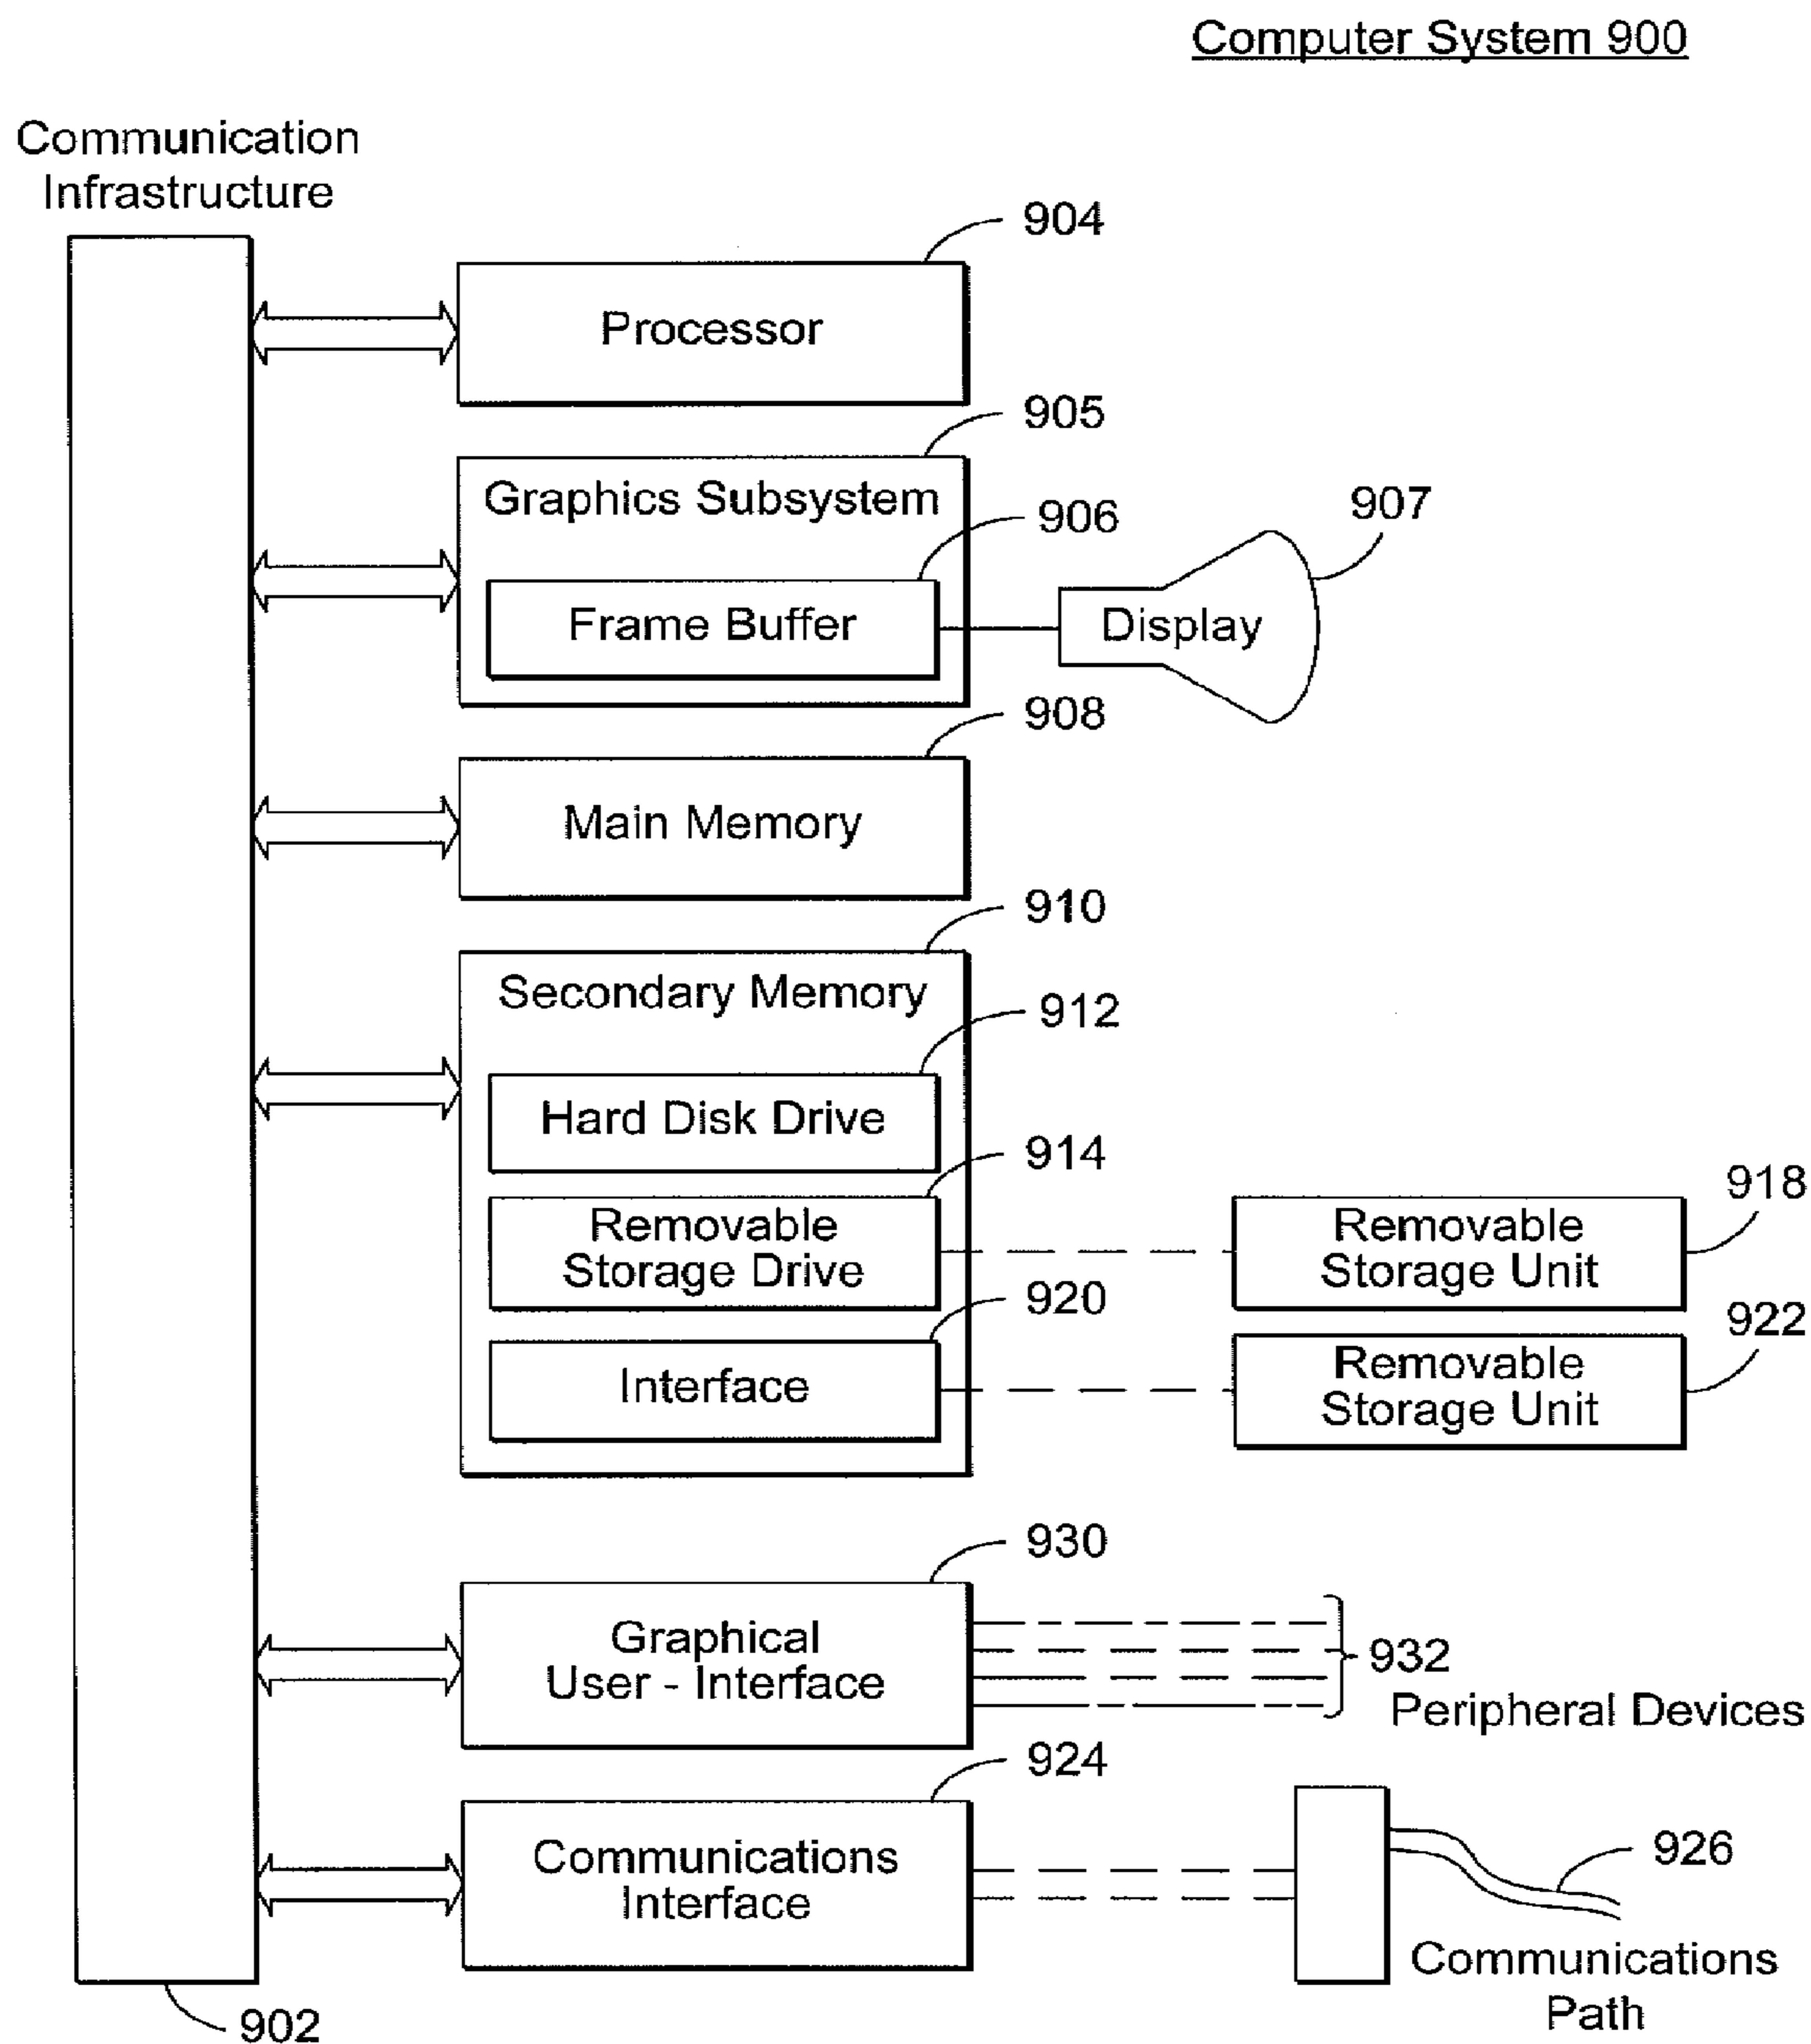 Computer System 900
Communication
Infrastructure
904
Processor
905
Graphics Subsystem
906
Frame Buffer
907
Display
908
Main Memory
910
Secondary Memory
912
Hard Disk Drive
914
Removable
Storage Drive
918
Removable
Storage Unit
920
Interface
922
Removable
Storage Unit
930
Graphical
User - Interface
932
Peripheral Devices
924
Communications
Interface
926
Communications
Path
902